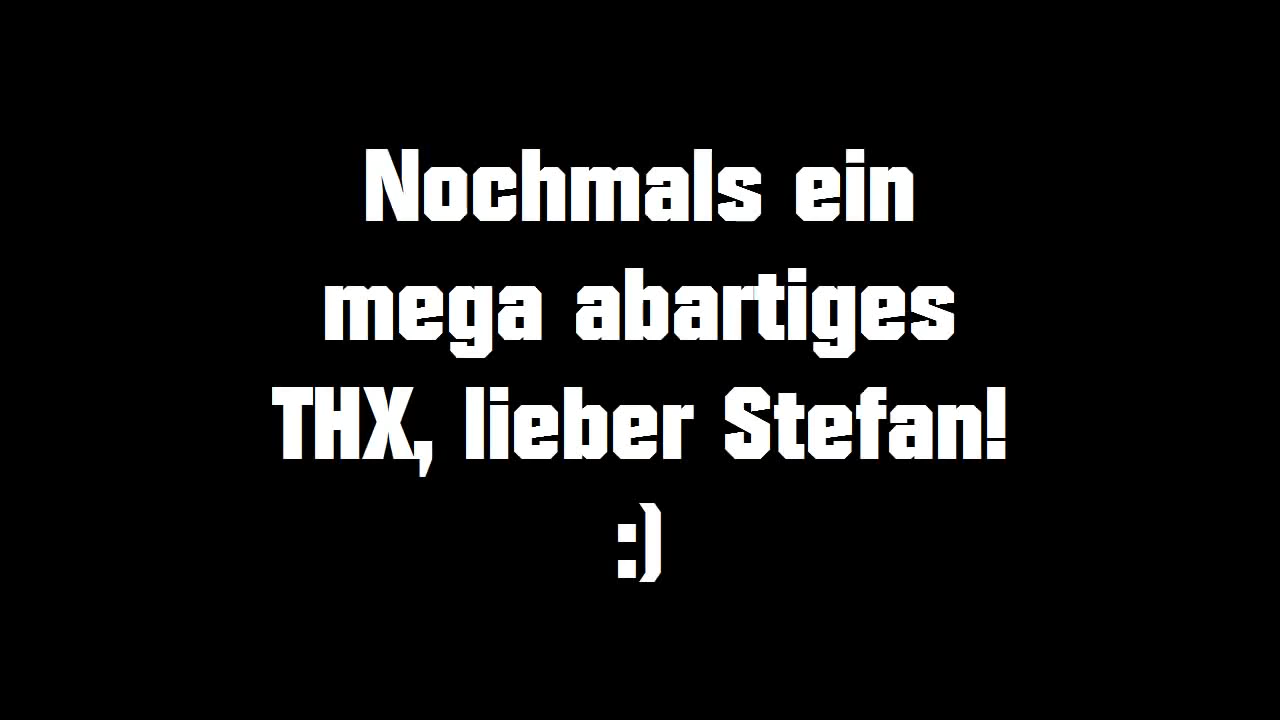 Nochmals ein
mega abartiges
THX, lieber Stefan!
:)